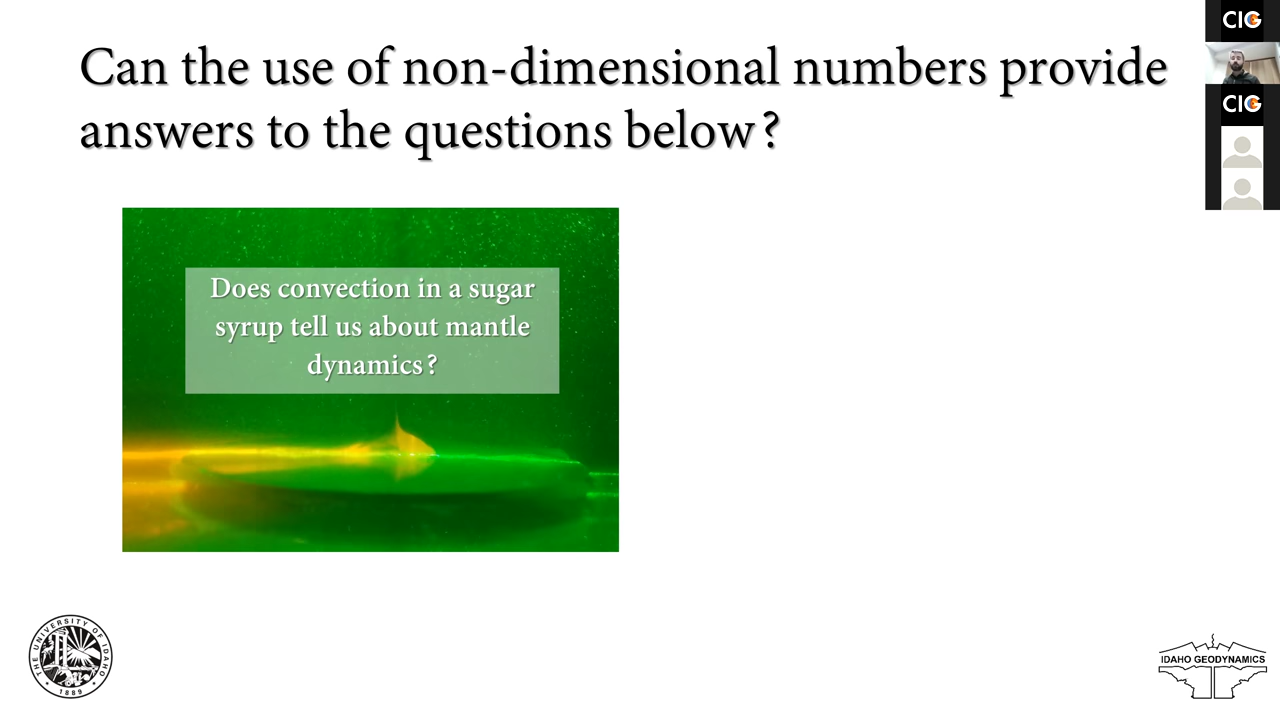 Can the use of non-dimensional numbers provide
answers to the questions below?
Does convection in a sugar
syrup tell us about mantle
dynamics?
THE UNIVERSITY OF IDAHO
1889
IDAHO GEODYNAMICS
CIG
CIG